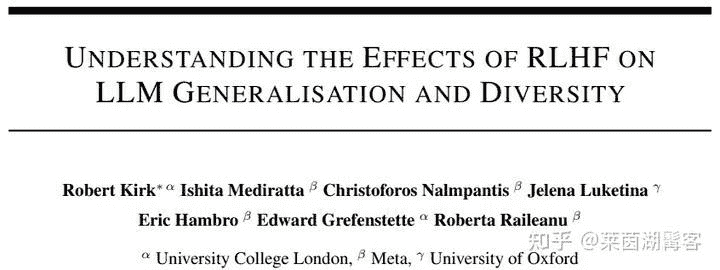 UNDERSTANDING THE EFFECTS OF RLHF ON
LLM GENERALISATION AND DIVERSITY
Robert Kirk* α Ishita Mediratta β Christoforos Nalmpantis β Jelena Luketina γ
Eric Hambro β Edward Grefenstette α Roberta Raileanu β
知乎 @莱茵湖髯客
α University College London, β Meta, γ University of Oxford